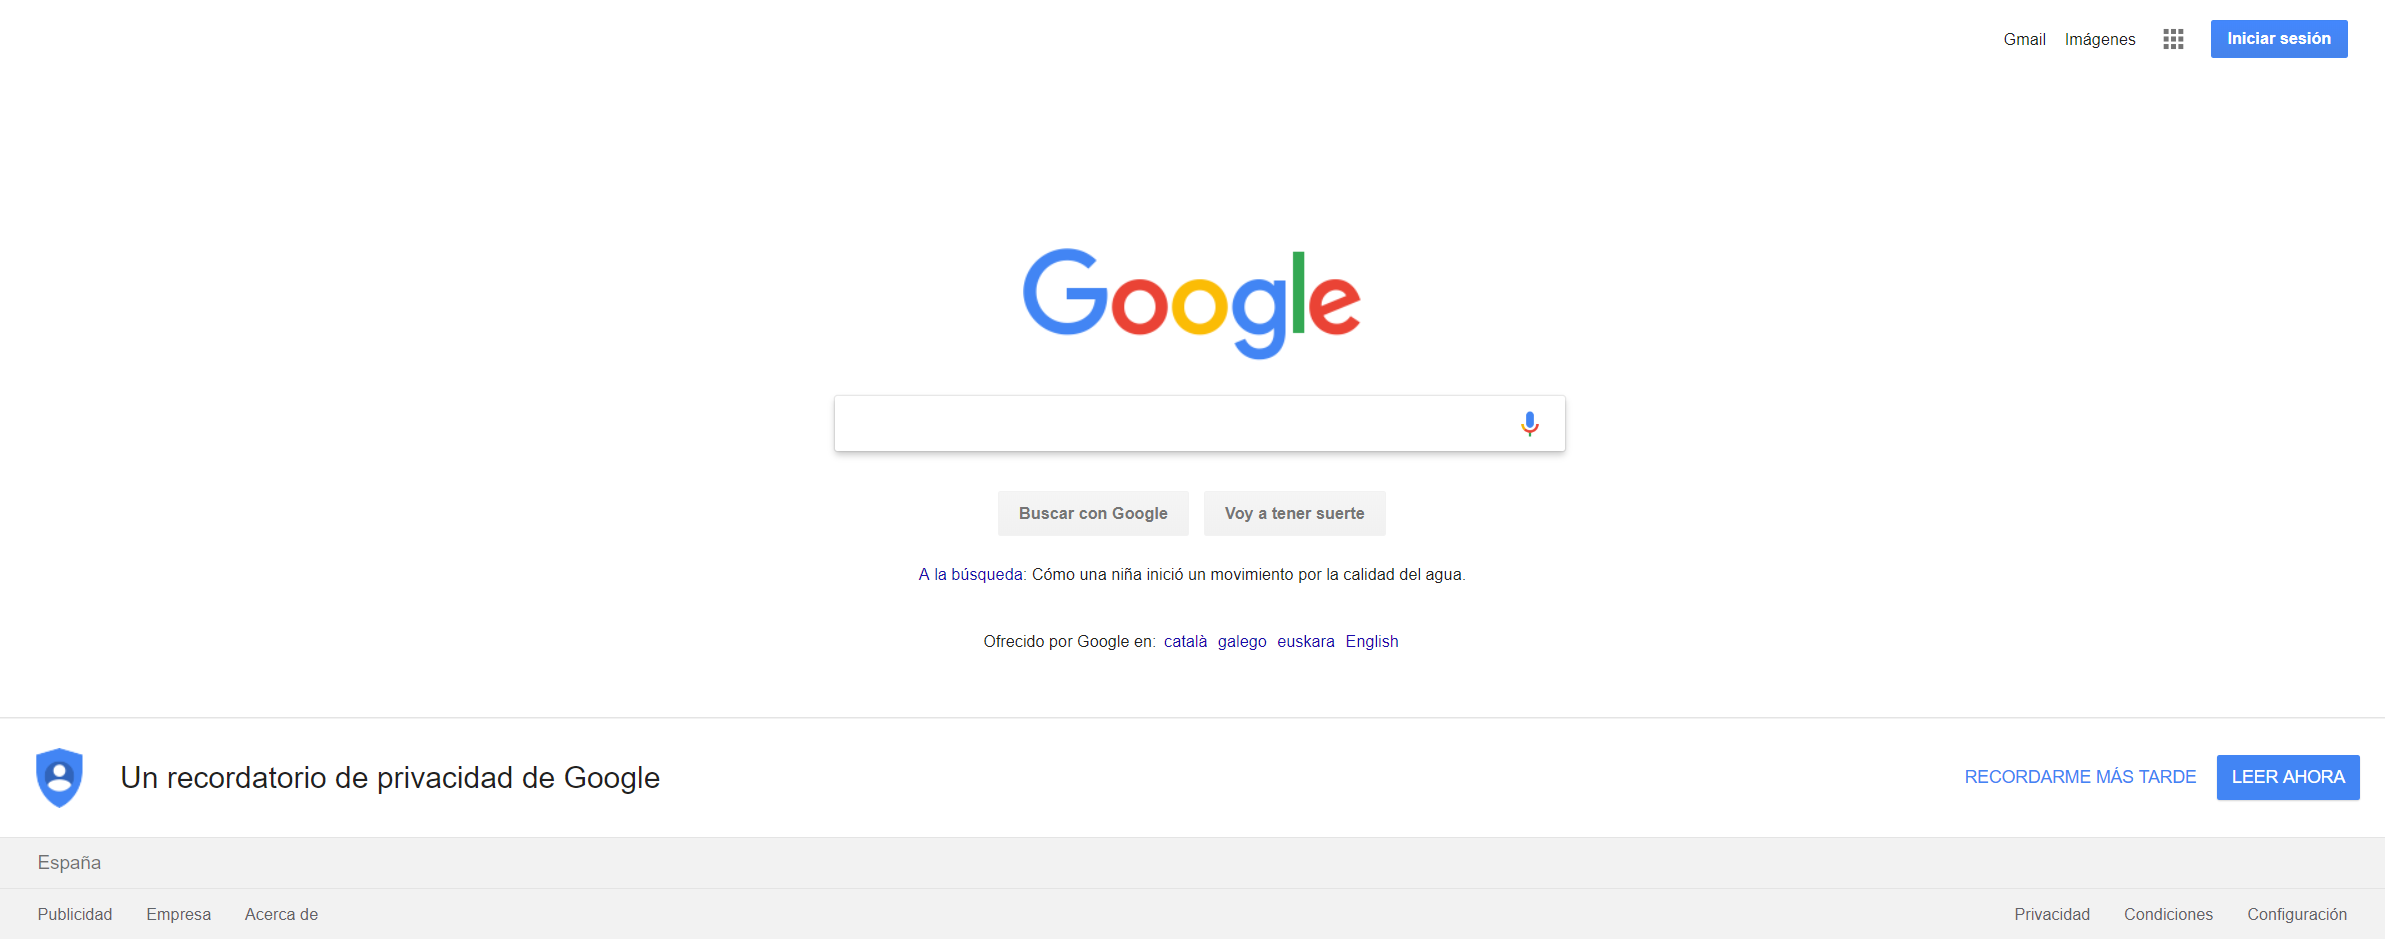 Gmail Imágenes Iniciar sesión
Google
Buscar con Google Voy a tener suerte
A la búsqueda: Cómo una niña inició un movimiento por la calidad del agua.
Ofrecido por Google en: català galego euskara English
Un recordatorio de privacidad de Google RECORDARME MÁS TARDE LEER AHORA
España
Publicidad Empresa Acerca de Privacidad Condiciones Configuración